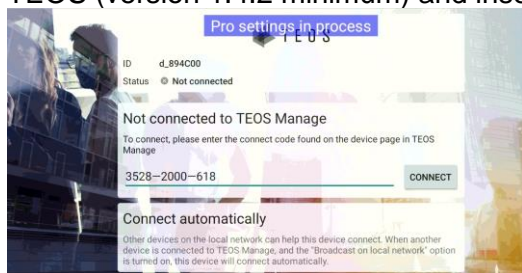 TEOS (version 1.4.2 minimum) and
Pro settings in process
TEOS
ID d_894C00
Status Not connected
Not connected to TEOS Manage
To connect, please enter the connect code found on the device page in TEOS
Manage
3528–2000–618
CONNECT
Connect automatically
Other devices on the local network can help this device connect. When another
device is connected to TEOS Manage, and the "Broadcast on local network" option
is turned on, this device will connect automatically.